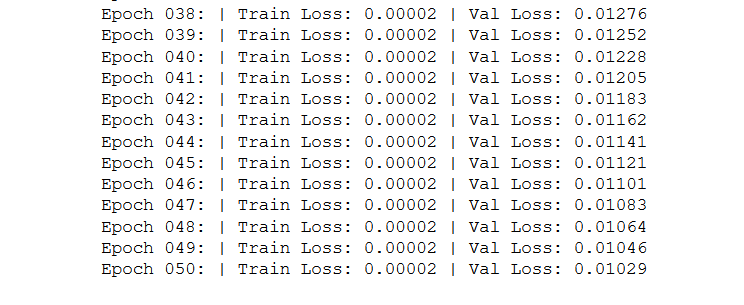 Epoch 038: | Train Loss: 0.00002 | Val Loss: 0.01276
Epoch 039: | Train Loss: 0.00002 | Val Loss: 0.01252
Epoch 040: | Train Loss: 0.00002 | Val Loss: 0.01228
Epoch 041: | Train Loss: 0.00002 | Val Loss: 0.01205
Epoch 042: | Train Loss: 0.00002 | Val Loss: 0.01183
Epoch 043: | Train Loss: 0.00002 | Val Loss: 0.01162
Epoch 044: | Train Loss: 0.00002 | Val Loss: 0.01141
Epoch 045: | Train Loss: 0.00002 | Val Loss: 0.01121
Epoch 046: | Train Loss: 0.00002 | Val Loss: 0.01101
Epoch 047: | Train Loss: 0.00002 | Val Loss: 0.01083
Epoch 048: | Train Loss: 0.00002 | Val Loss: 0.01064
Epoch 049: | Train Loss: 0.00002 | Val Loss: 0.01046
Epoch 050: | Train Loss: 0.00002 | Val Loss: 0.01029